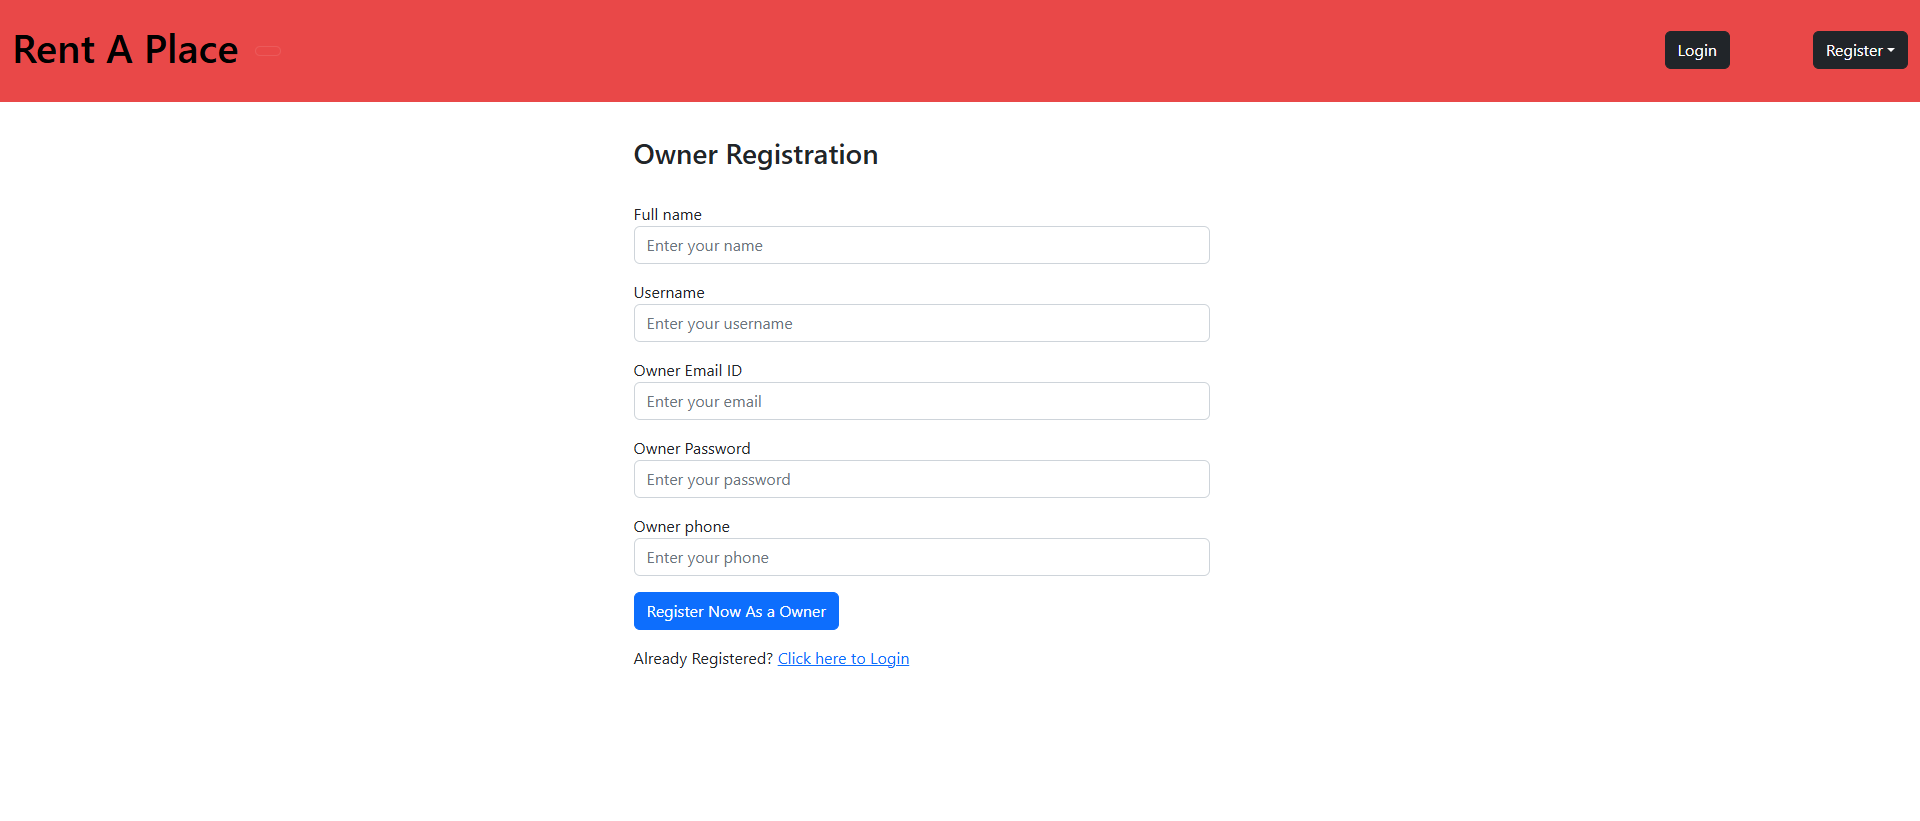 Rent A Place
Login
Register
Owner Registration
Full name
Enter your name
Username
Enter your username
Owner Email ID
Enter your email
Owner Password
Enter your password
Owner phone
Enter your phone
Register Now As a Owner
Already Registered? Click here to Login